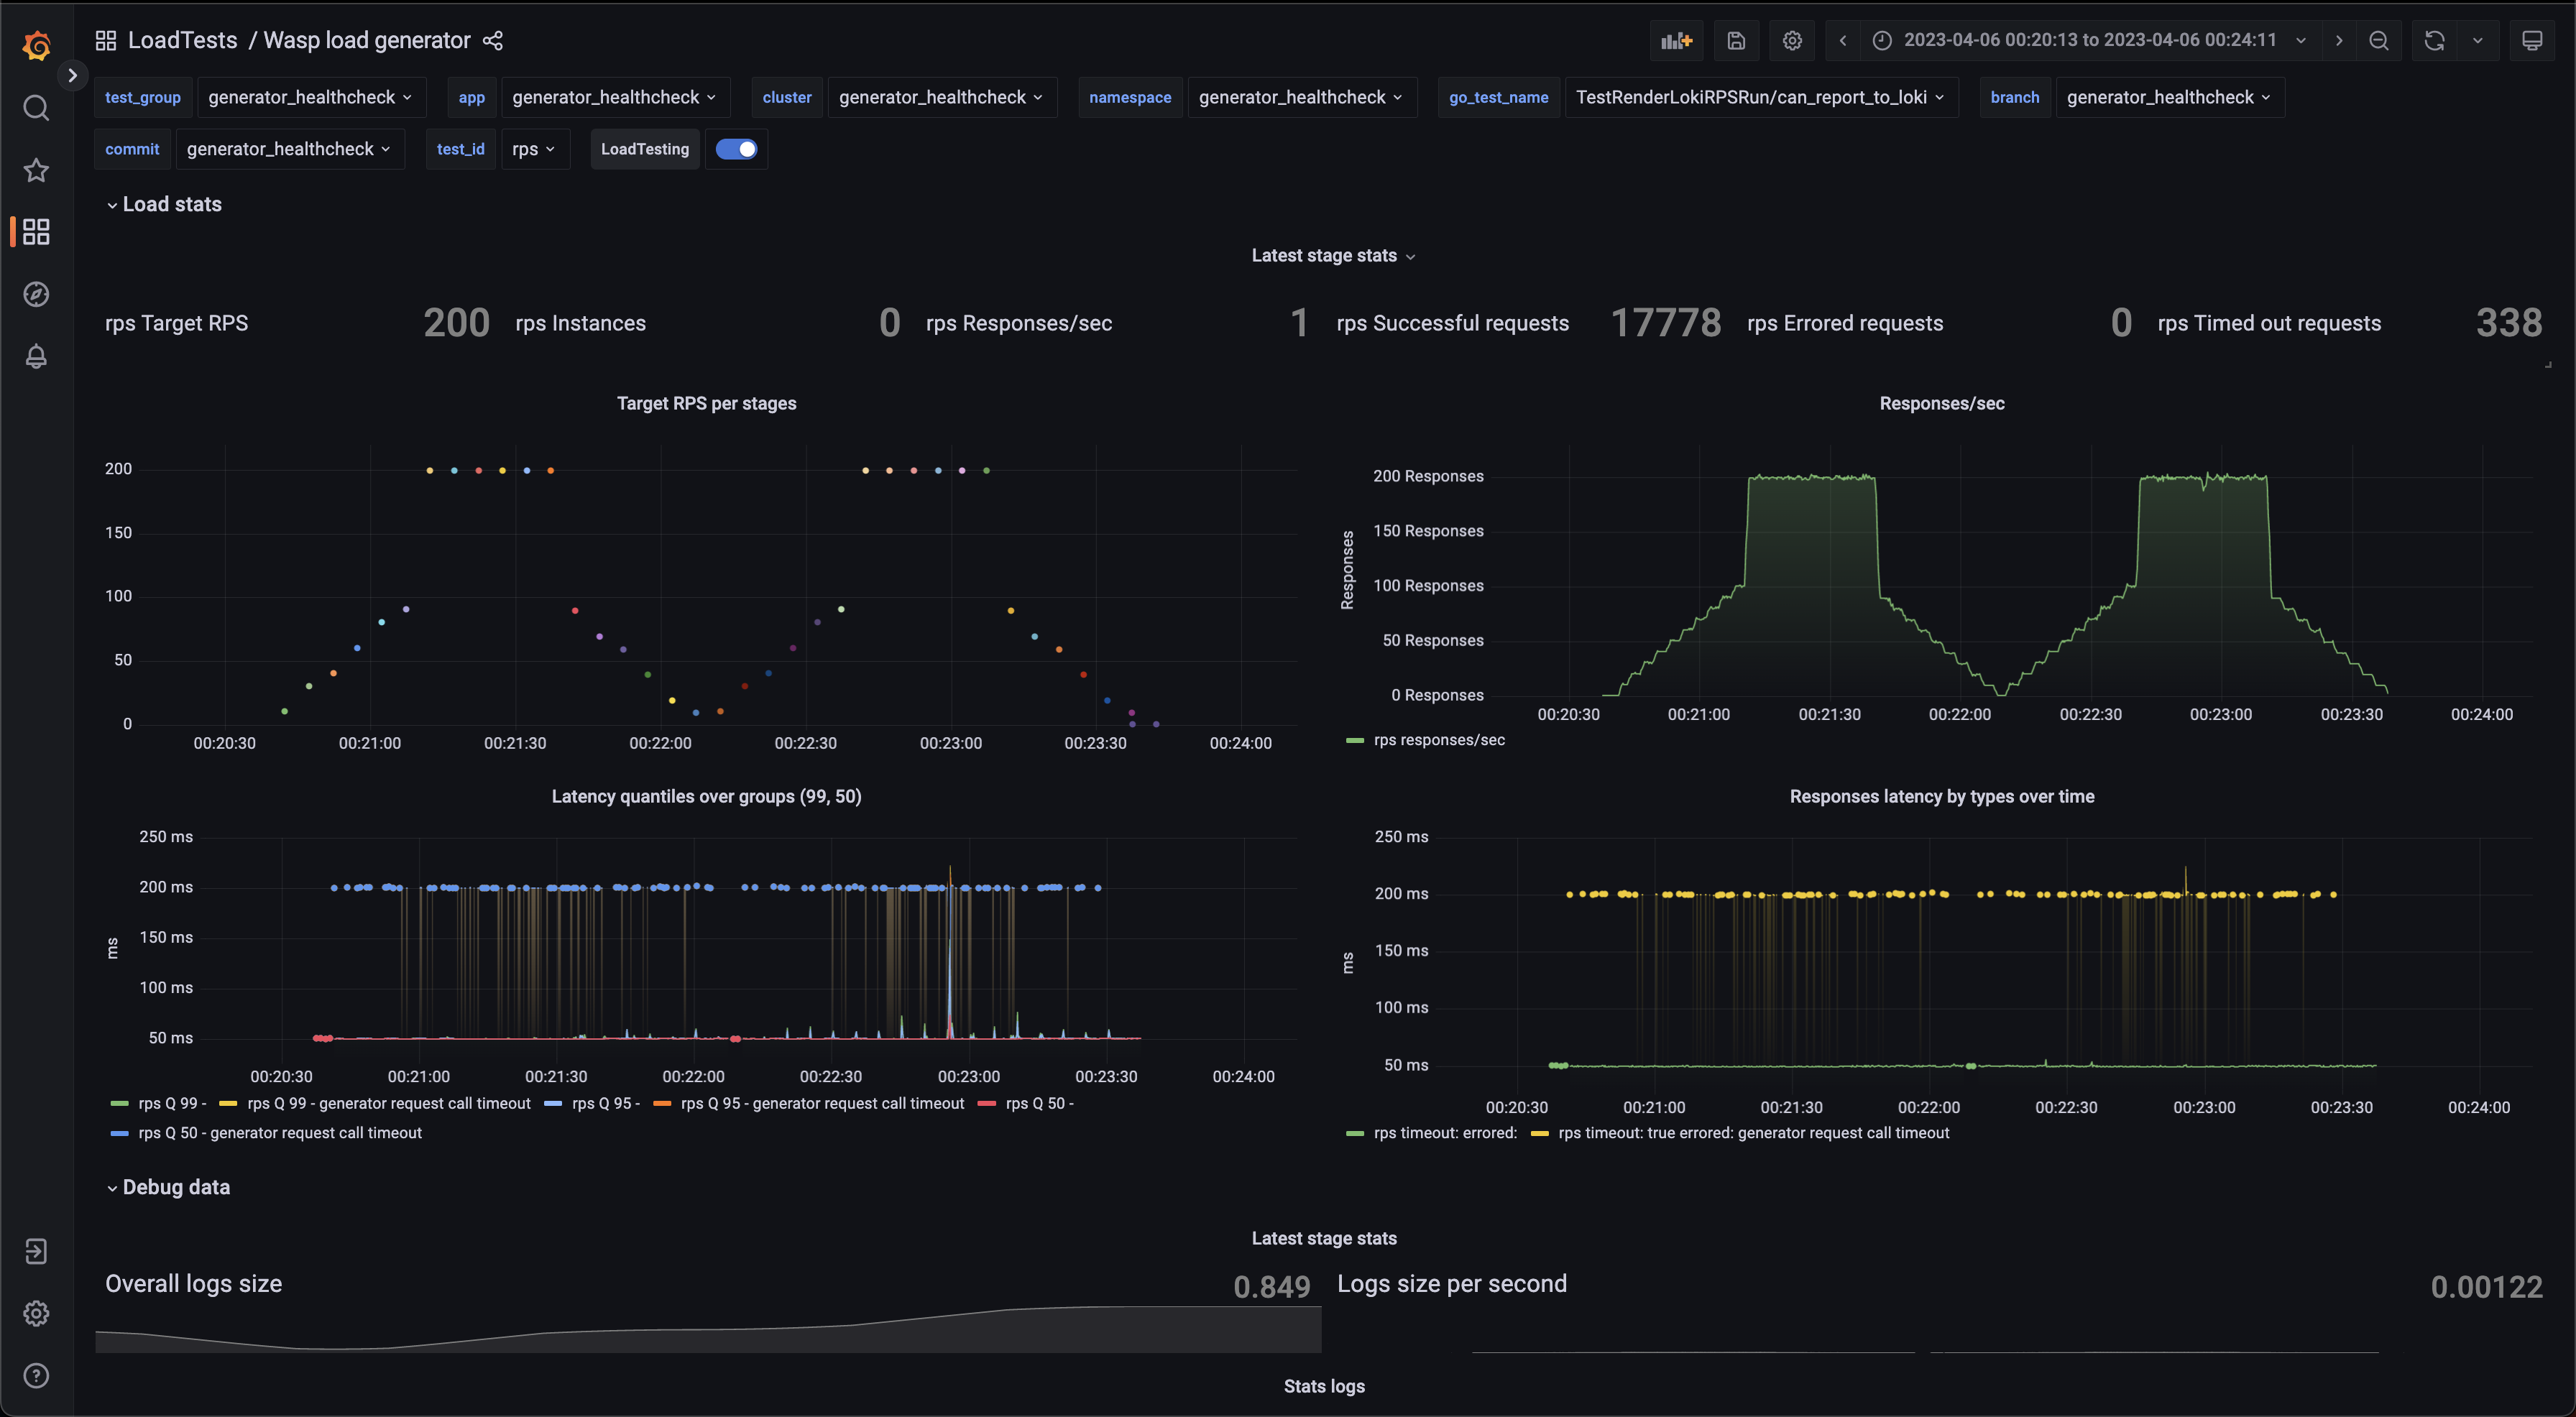 LoadTests / Wasp load generator
2023-04-06 00:20:13 to 2023-04-06 00:24:11
test_group generator_healthcheck app generator_healthcheck cluster generator_healthcheck namespace generator_healthcheck go_test_name TestRenderLokiRPSRun/can_report_to_loki branch generator_healthcheck
commit generator_healthcheck test_id rps LoadTesting
Load stats
Latest stage stats
rps Target RPS 200 rps Instances 0 rps Responses/sec 1 rps Successful requests 17778 rps Errored requests 0 rps Timed out requests 338
Target RPS per stages
200
150
100
50
0
00:20:30 00:21:00 00:21:30 00:22:00 00:22:30 00:23:00 00:23:30 00:24:00
Responses/sec
Responses
200 Responses
150 Responses
100 Responses
50 Responses
0 Responses
00:20:30 00:21:00 00:21:30 00:22:00 00:22:30 00:23:00 00:23:30 00:24:00
rps responses/sec
Latency quantiles over groups (99, 50)
ms
250 ms
200 ms
150 ms
100 ms
50 ms
00:20:30 00:21:00 00:21:30 00:22:00 00:22:30 00:23:00 00:23:30 00:24:00
rps Q 99 - rps Q 99 - generator request call timeout rps Q 95 - rps Q 95 - generator request call timeout rps Q 50 -
rps Q 50 - generator request call timeout
Responses latency by types over time
ms
250 ms
200 ms
150 ms
100 ms
50 ms
00:20:30 00:21:00 00:21:30 00:22:00 00:22:30 00:23:00 00:23:30 00:24:00
rps timeout: errored: rps timeout: true errored: generator request call timeout
Debug data
Latest stage stats
Overall logs size 0.849 Logs size per second 0.00122
Stats logs